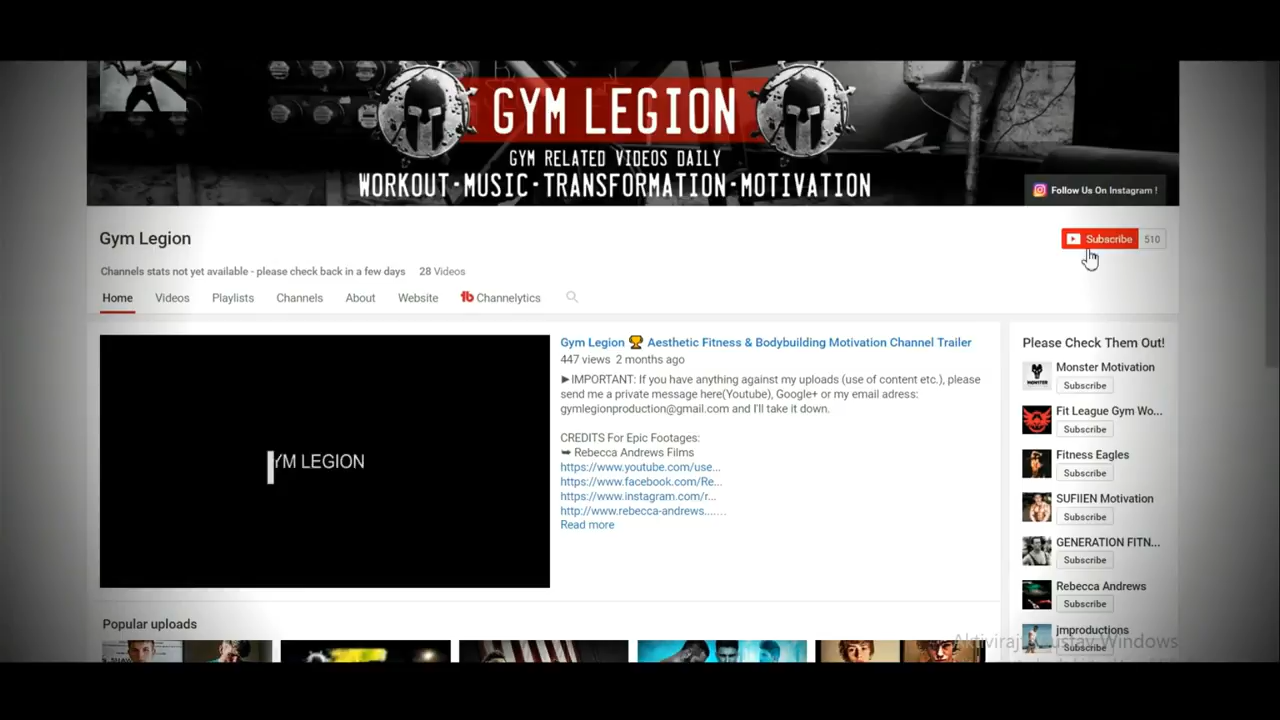 GYM LEGION
GYM RELATED VIDEOS DAILY
WORKOUT·MUSIC·TRANSFORMATION·MOTIVATION
Follow Us On Instagram !
Gym Legion
Subscribe 510
Channels stats not yet available - please check back in a few days 28 Videos
Home Videos Playlists Channels About Website Channelytics
YM LEGION
Gym Legion 🏆 Aesthetic Fitness & Bodybuilding Motivation Channel Trailer
447 views 2 months ago
►IMPORTANT: If you have anything against my uploads (use of content etc.), please
send me a private message here(Youtube), Google+ or my email adress:
gymlegionproduction@gmail.com and I'll take it down.
CREDITS For Epic Footages:
➥ Rebecca Andrews Films
https://www.youtube.com/use...
https://www.facebook.com/Re...
https://www.instagram.com/r...
http://www.rebecca-andrews.......
Read more
Please Check Them Out!
Monster Motivation
Subscribe
Fit League Gym Wo...
Subscribe
Fitness Eagles
Subscribe
SUFIIEN Motivation
Subscribe
GENERATION FITN...
Subscribe
Rebecca Andrews
Subscribe
jmproductions
Subscribe
Popular uploads
Aktiviraj sustav Windows